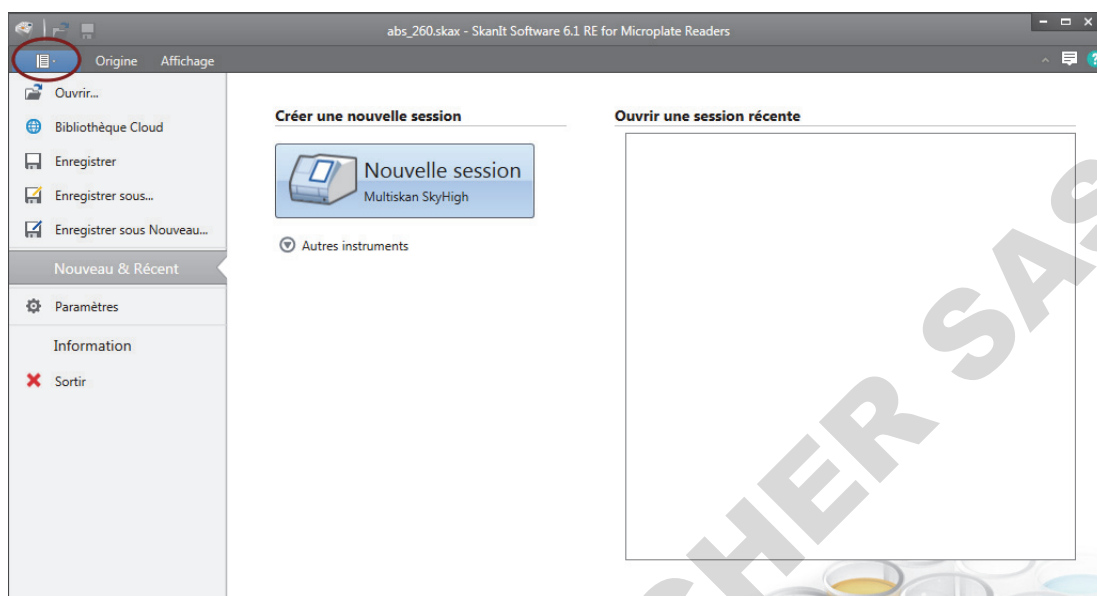 abs_260.skax - SkanIt Software 6.1 RE for Microplate Readers
Origine Affichage
Ouvrir...
Bibliothèque Cloud
Enregistrer
Enregistrer sous...
Enregistrer sous Nouveau...
Nouveau & Récent
Paramètres
Information
Sortir
Créer une nouvelle session
Nouvelle session
Multiskan SkyHigh
Autres instruments
Ouvrir une session récente
HER SAS